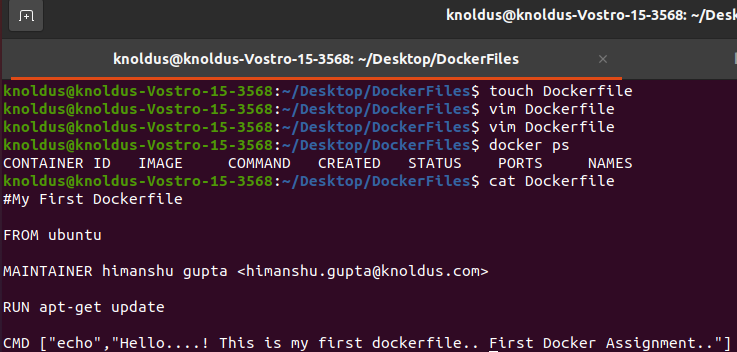 knoldus@knoldus-Vostro-15-3568: ~/Desk
knoldus@knoldus-Vostro-15-3568: ~/Desktop/DockerFiles
knoldus@knoldus-Vostro-15-3568:~/Desktop/DockerFiles$ touch Dockerfile
knoldus@knoldus-Vostro-15-3568:~/Desktop/DockerFiles$ vim Dockerfile
knoldus@knoldus-Vostro-15-3568:~/Desktop/DockerFiles$ vim Dockerfile
knoldus@knoldus-Vostro-15-3568:~/Desktop/DockerFiles$ docker ps
CONTAINER ID   IMAGE     COMMAND   CREATED   STATUS    PORTS     NAMES
knoldus@knoldus-Vostro-15-3568:~/Desktop/DockerFiles$ cat Dockerfile
#My First Dockerfile
FROM ubuntu
MAINTAINER himanshu gupta <himanshu.gupta@knoldus.com>
RUN apt-get update
CMD ["echo","Hello....! This is my first dockerfile.. First Docker Assignment.."]